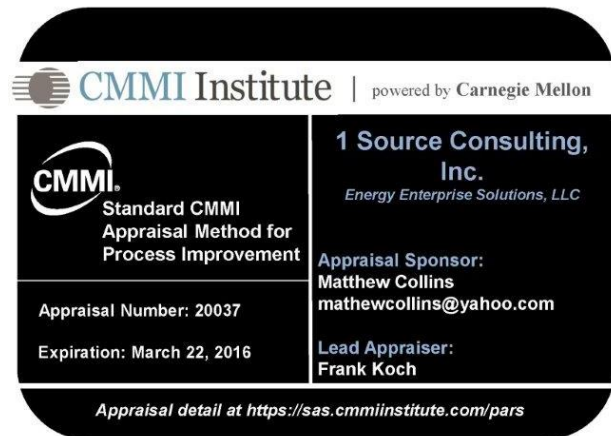 CMMI Institute | powered by Carnegie Mellon
CMMI®
Standard CMMI
Appraisal Method for
Process Improvement
Appraisal Number: 20037
Expiration: March 22, 2016
1 Source Consulting,
Inc.
Energy Enterprise Solutions, LLC
Appraisal Sponsor:
Matthew Collins
mathewcollins@yahoo.com
Lead Appraiser:
Frank Koch
Appraisal detail at https://sas.cmmiinstitute.com/pars